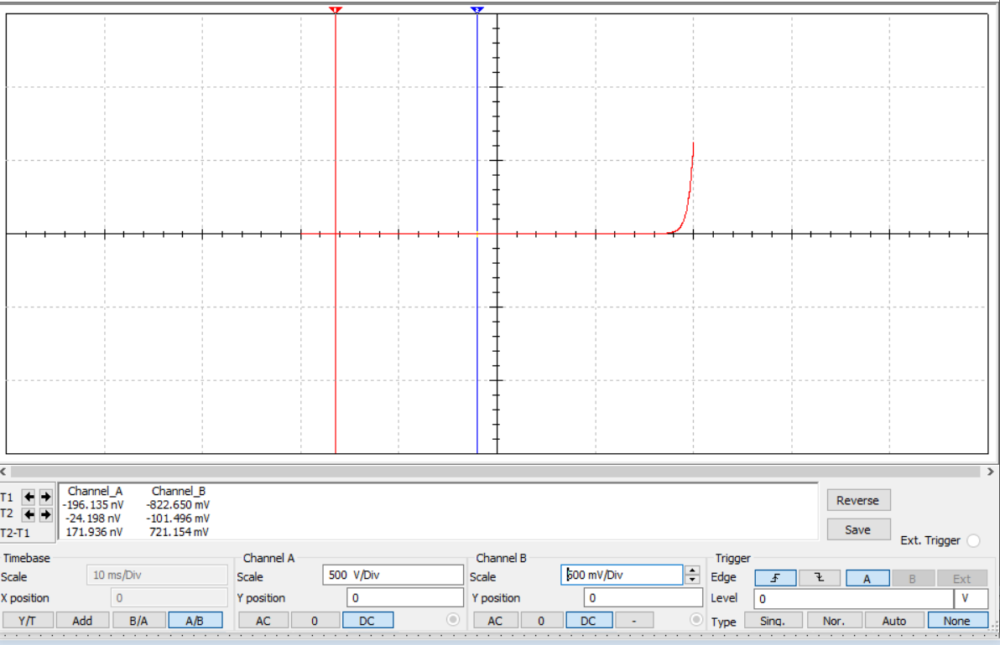 1 2
Channel_A Channel_B
T1 -196.135 nV -822.650 mV
T2 -24.198 nV -101.496 mV
T2-T1 171.936 nV 721.154 mV
Reverse
Save
Ext. Trigger
Timebase Channel A Channel B Trigger
Scale 10 ms/Div Scale 500 V/Div Scale 500 mV/Div Edge A B Ext
X position 0 Y position 0 Y position 0 Level 0 V
Y/T Add B/A A/B AC 0 DC AC 0 DC - Type Sing. Nor. Auto None